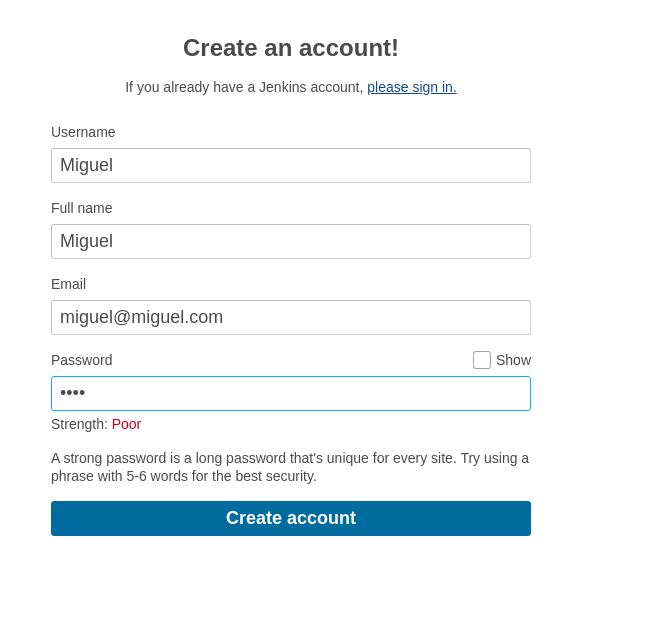 Create an account!
If you already have a Jenkins account, please sign in.
Username
Miguel
Full name
Miguel
Email
miguel@miguel.com
Password Show
••••
Strength: Poor
A strong password is a long password that's unique for every site. Try using a
phrase with 5-6 words for the best security.
Create account